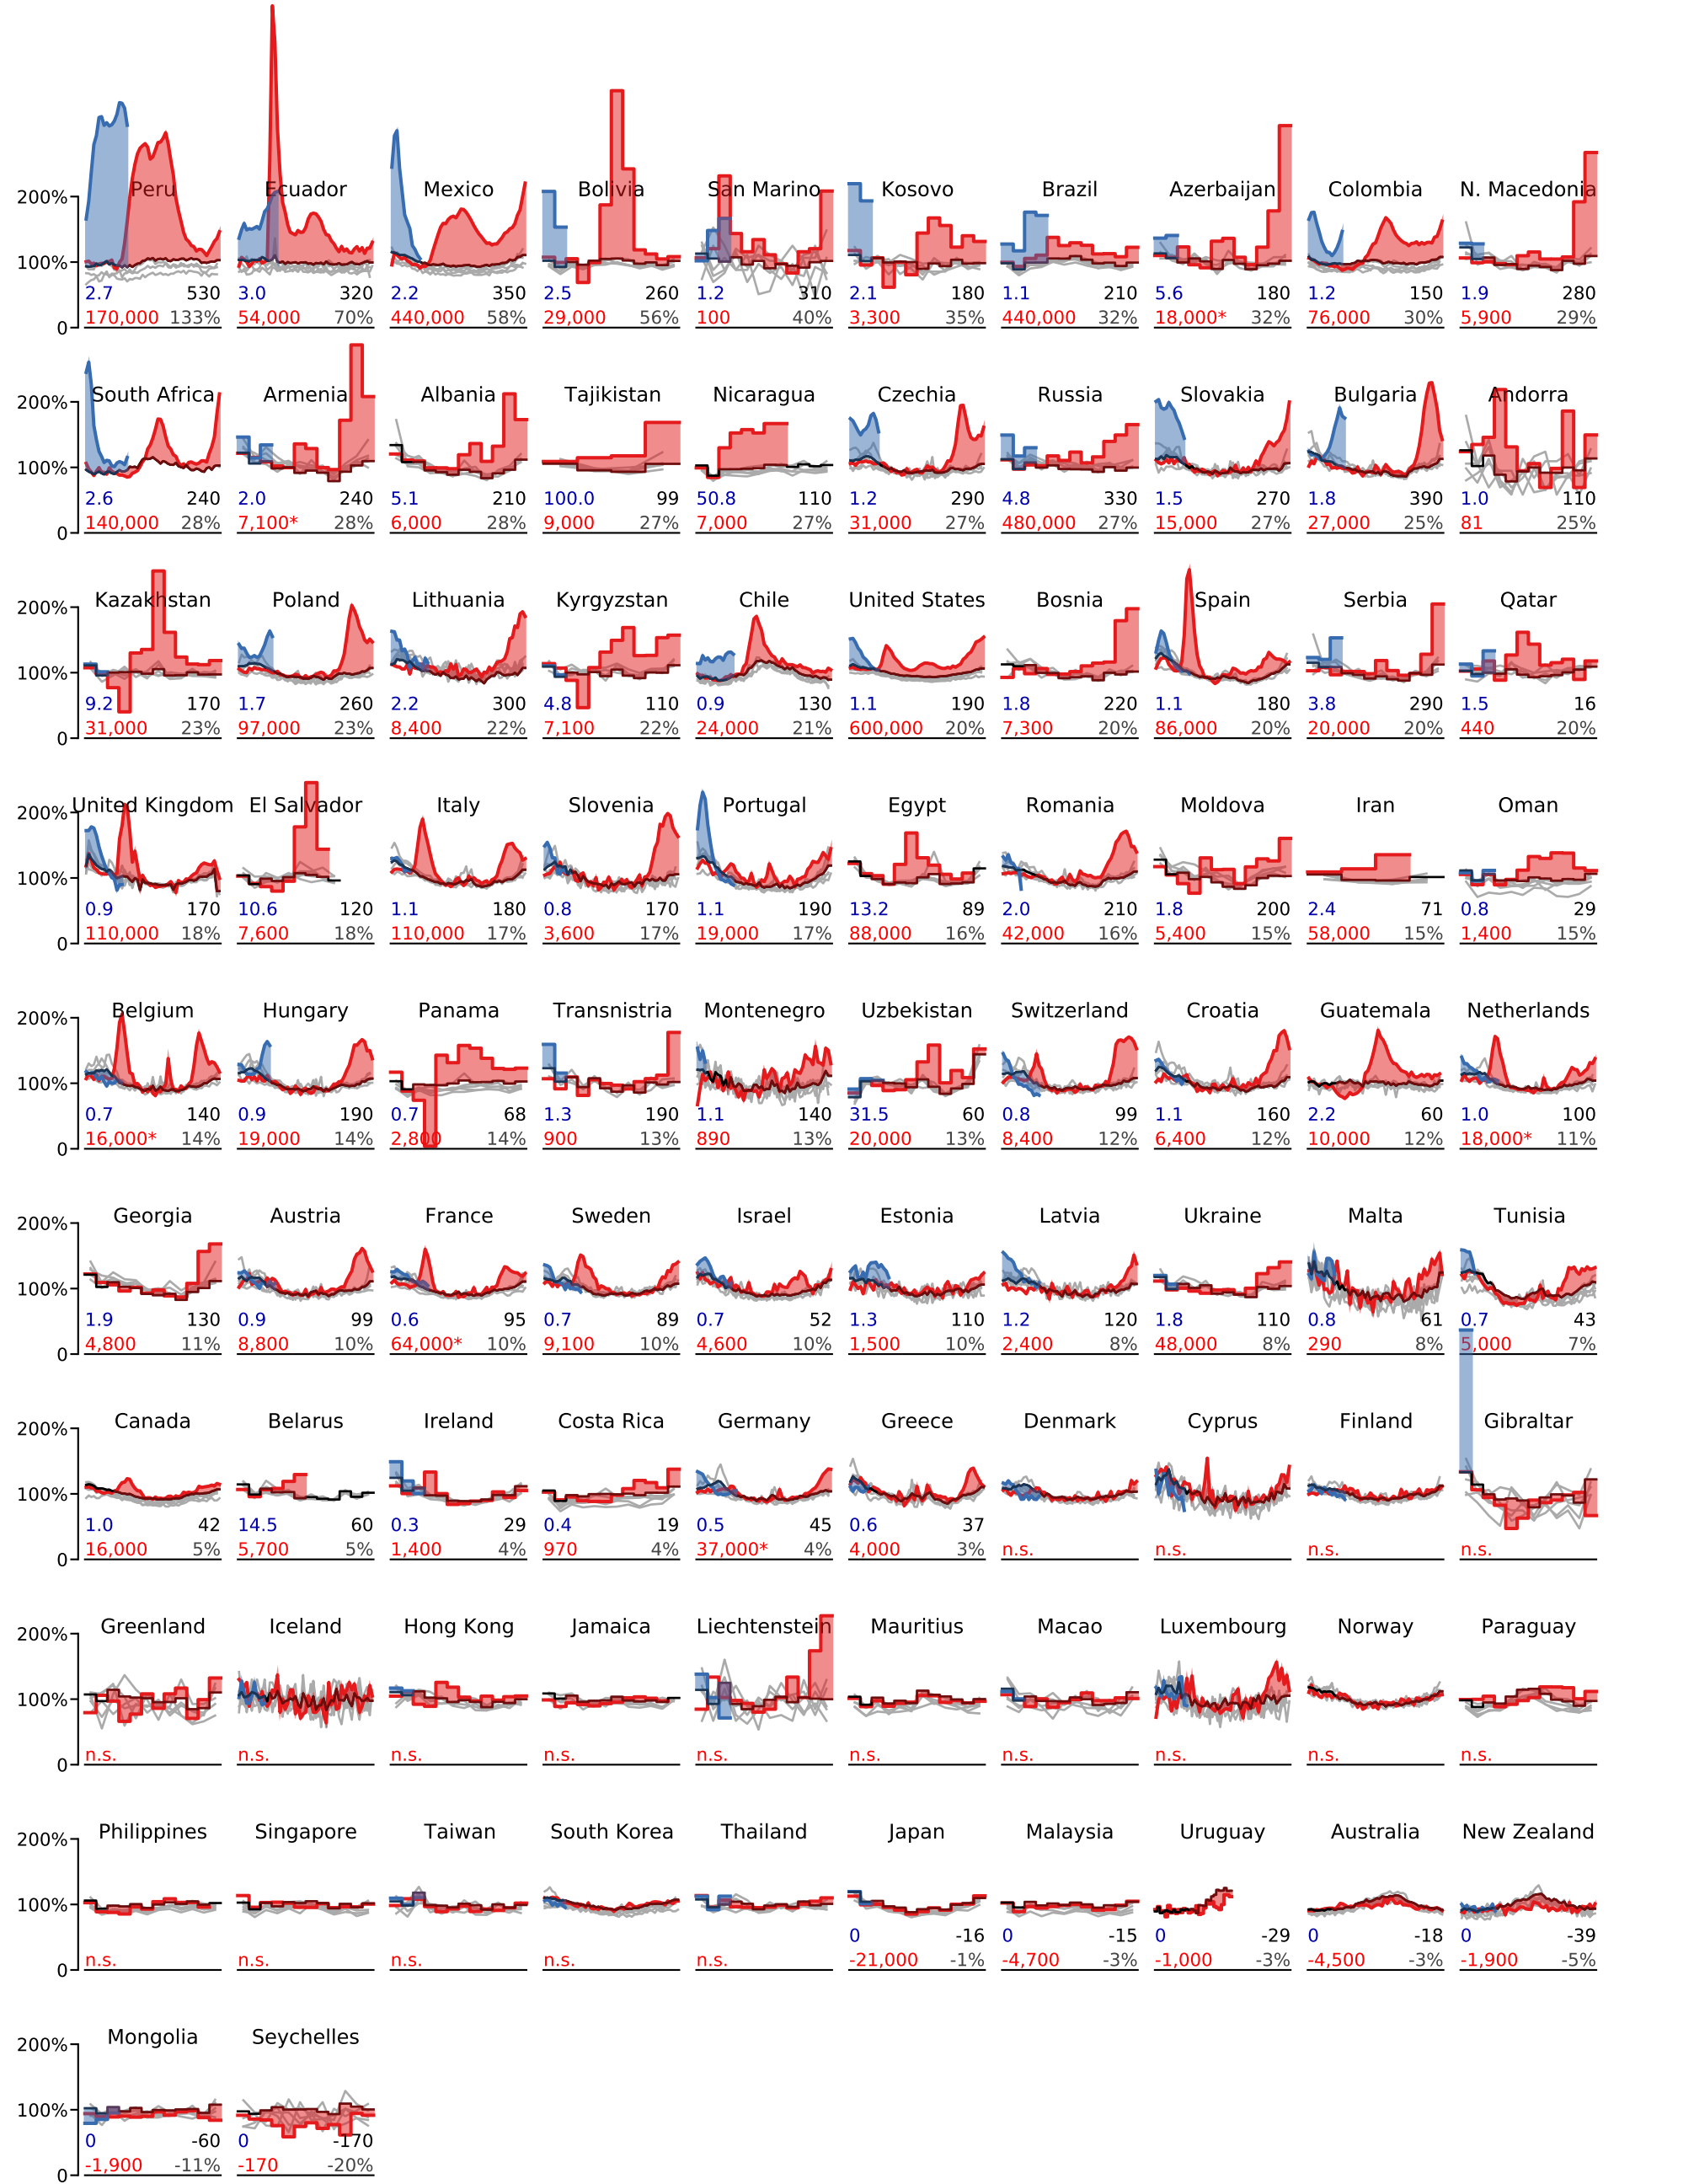 Peru Ecuador Mexico Bolivia San Marino Kosovo Brazil Azerbaijan Colombia N. Macedonia
200%
100%
2.7 530 3.0 320 2.2 350 2.5 260 1.2 310 2.1 180 1.1 210 5.6 180 1.2 150 1.9 280
0 170,000 133% 54,000 70% 440,000 58% 29,000 56% 100 40% 3,300 35% 440,000 32% 18,000* 32% 76,000 30% 5,900 29%
South Africa Armenia Albania Tajikistan Nicaragua Czechia Russia Slovakia Bulgaria Andorra
200%
100%
2.6 240 2.0 240 5.1 210 100.0 99 50.8 110 1.2 290 4.8 330 1.5 270 1.8 390 1.0 110
0 140,000 28% 7,100* 28% 6,000 28% 9,000 27% 7,000 27% 31,000 27% 480,000 27% 15,000 27% 27,000 25% 81 25%
Kazakhstan Poland Lithuania Kyrgyzstan Chile United States Bosnia Spain Serbia Qatar
200%
100%
9.2 170 1.7 260 2.2 300 4.8 110 0.9 130 1.1 190 1.8 220 1.1 180 3.8 290 1.5 16
0 31,000 23% 97,000 23% 8,400 22% 7,100 22% 24,000 21% 600,000 20% 7,300 20% 86,000 20% 20,000 20% 440 20%
United Kingdom El Salvador Italy Slovenia Portugal Egypt Romania Moldova Iran Oman
200%
100%
0.9 170 10.6 120 1.1 180 0.8 170 1.1 190 13.2 89 2.0 210 1.8 200 2.4 71 0.8 29
0 110,000 18% 7,600 18% 110,000 17% 3,600 17% 19,000 17% 88,000 16% 42,000 16% 5,400 15% 58,000 15% 1,400 15%
Belgium Hungary Panama Transnistria Montenegro Uzbekistan Switzerland Croatia Guatemala Netherlands
200%
100%
0.7 140 0.9 190 0.7 68 1.3 190 1.1 140 31.5 60 0.8 99 1.1 160 2.2 60 1.0 100
0 16,000* 14% 19,000 14% 2,800 14% 900 13% 890 13% 20,000 13% 8,400 12% 6,400 12% 10,000 12% 18,000* 11%
Georgia Austria France Sweden Israel Estonia Latvia Ukraine Malta Tunisia
200%
100%
1.9 130 0.9 99 0.6 95 0.7 89 0.7 52 1.3 110 1.2 120 1.8 110 0.8 61 0.7 43
0 4,800 11% 8,800 10% 64,000* 10% 9,100 10% 4,600 10% 1,500 10% 2,400 8% 48,000 8% 290 8% 5,000 7%
Canada Belarus Ireland Costa Rica Germany Greece Denmark Cyprus Finland Gibraltar
200%
100%
1.0 42 14.5 60 0.3 29 0.4 19 0.5 45 0.6 37
0 16,000 5% 5,700 5% 1,400 4% 970 4% 37,000* 4% 4,000 3% n.s. n.s. n.s. n.s.
Greenland Iceland Hong Kong Jamaica Liechtenstein Mauritius Macao Luxembourg Norway Paraguay
200%
100%
0 n.s. n.s. n.s. n.s. n.s. n.s. n.s. n.s. n.s. n.s.
Philippines Singapore Taiwan South Korea Thailand Japan Malaysia Uruguay Australia New Zealand
200%
100%
0 -16 0 -15 0 -29 0 -18 0 -39
0 n.s. n.s. n.s. n.s. n.s. -21,000 -1% -4,700 -3% -1,000 -3% -4,500 -3% -1,900 -5%
Mongolia Seychelles
200%
100%
0 -60 0 -170
0 -1,900 -11% -170 -20%